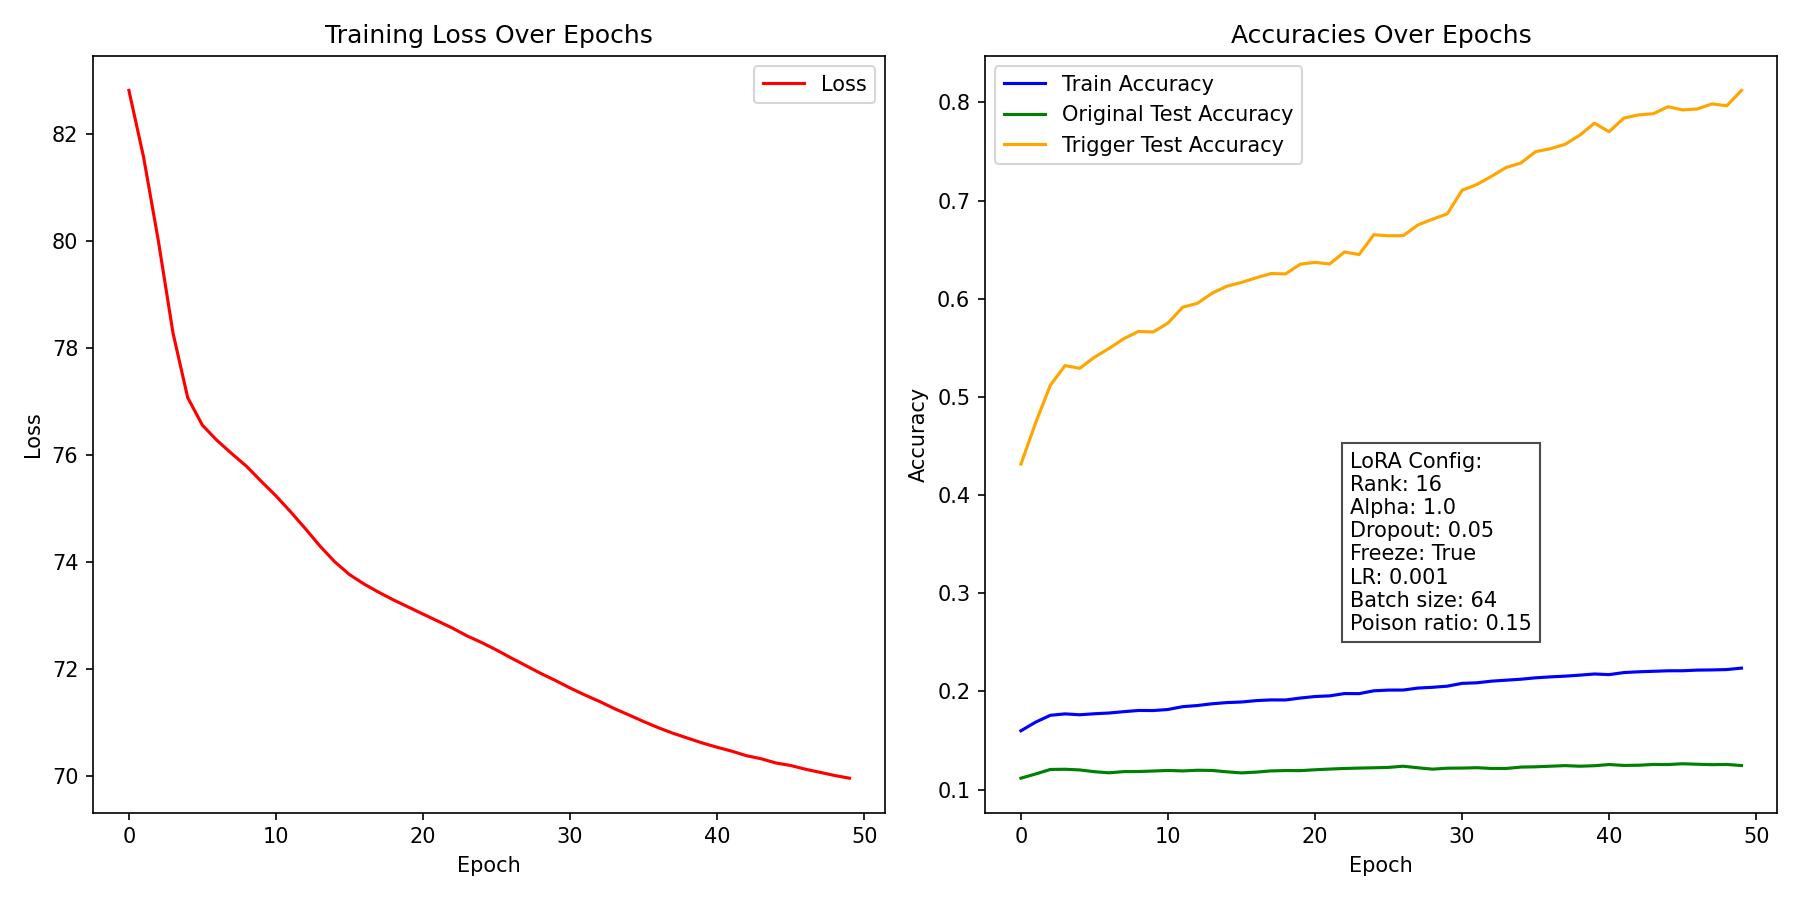 Training Loss Over Epochs
Loss
82
80
78
76
74
72
70
Loss
0
10
20
30
40
50
Epoch
Accuracies Over Epochs
Train Accuracy
Original Test Accuracy
Trigger Test Accuracy
0.8
0.7
0.6
0.5
0.4
0.3
0.2
0.1
Accuracy
LoRA Config:
Rank: 16
Alpha: 1.0
Dropout: 0.05
Freeze: True
LR: 0.001
Batch size: 64
Poison ratio: 0.15
0
10
20
30
40
50
Epoch